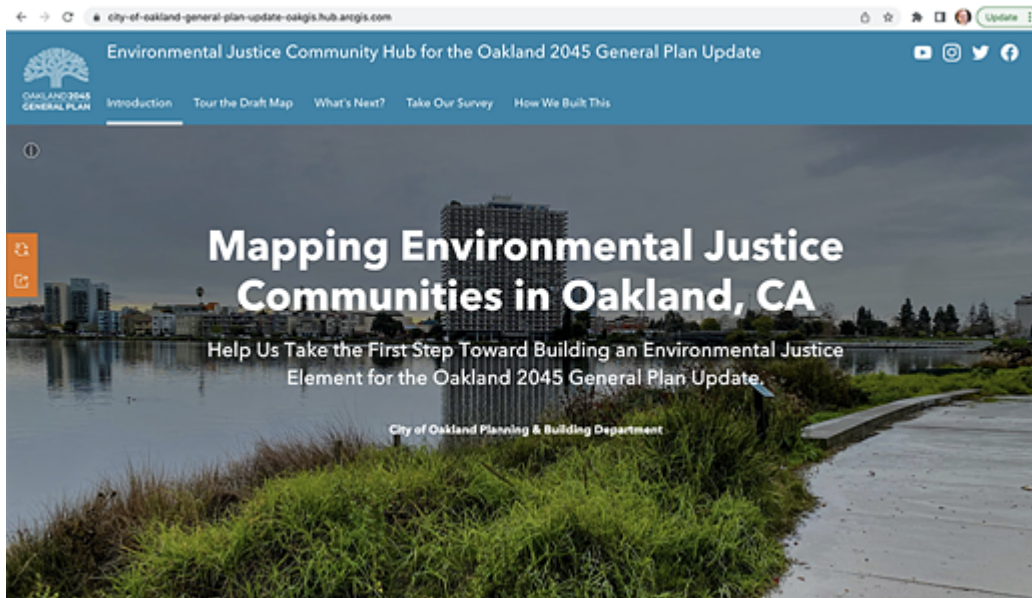 city-of-oakland-general-plan-update-oakgis.hub.arcgis.com
Update
Environmental Justice Community Hub for the Oakland 2045 General Plan Update
OAKLAND2045
GENERAL PLAN
Introduction Tour the Draft Map What's Next? Take Our Survey How We Built This
Mapping Environmental Justice
Communities in Oakland, CA
Help Us Take the First Step Toward Building an Environmental Justice
Element for the Oakland 2045 General Plan Update.
City of Oakland Planning & Building Department